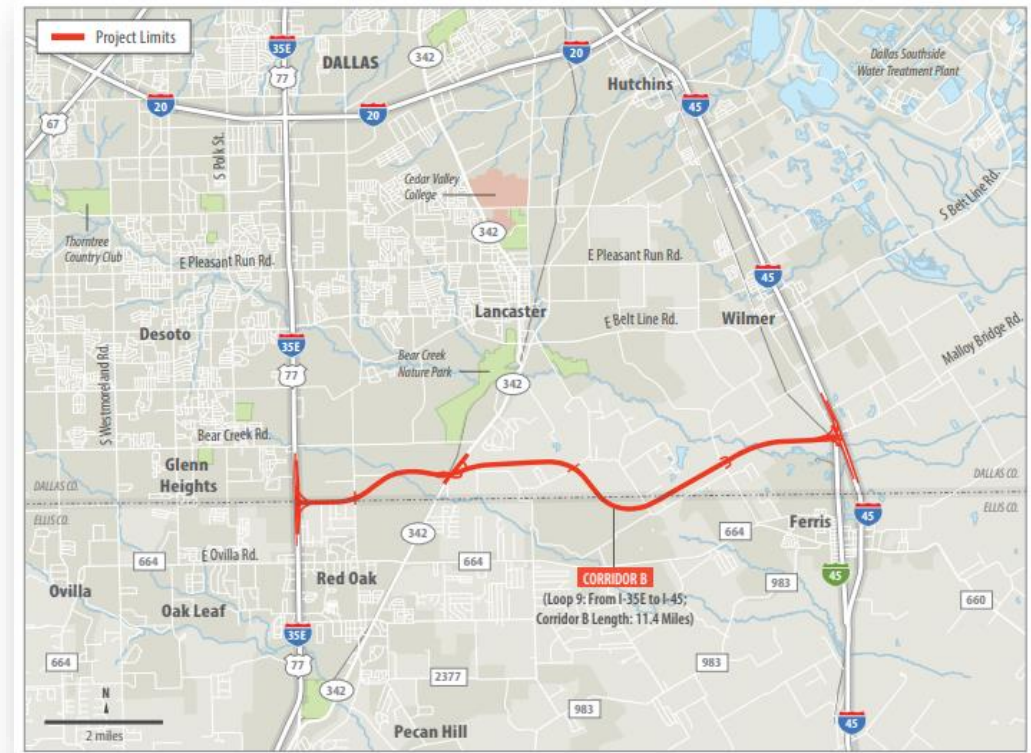 Project Limits
35E
77
DALLAS
342
20
Hutchins
Dallas Southside
Water Treatment Plant
67
20
20
45
S Polk St.
Cedar Valley
College
S Belt Line Rd.
342
Thorntree
Country Club
E Pleasant Run Rd.
E Pleasant Run Rd.
45
Lancaster
E Belt Line Rd.
Wilmer
Desoto
35E
77
Malloy Bridge Rd.
S Westmoreland Rd.
Bear Creek
Nature Park
342
Bear Creek Rd.
Glenn
Heights
DALLAS CO.
ELLIS CO.
DALLAS CO.
ELLIS CO.
342
664
Ferris
45
664
E Ovilla Rd.
664
Ovilla
Red Oak
CORRIDOR B
(Loop 9: From I-35E to I-45;
Corridor B Length: 11.4 Miles)
983
45
660
Oak Leaf
35E
77
664
342
2377
983
983
N
2 miles
Pecan Hill
45